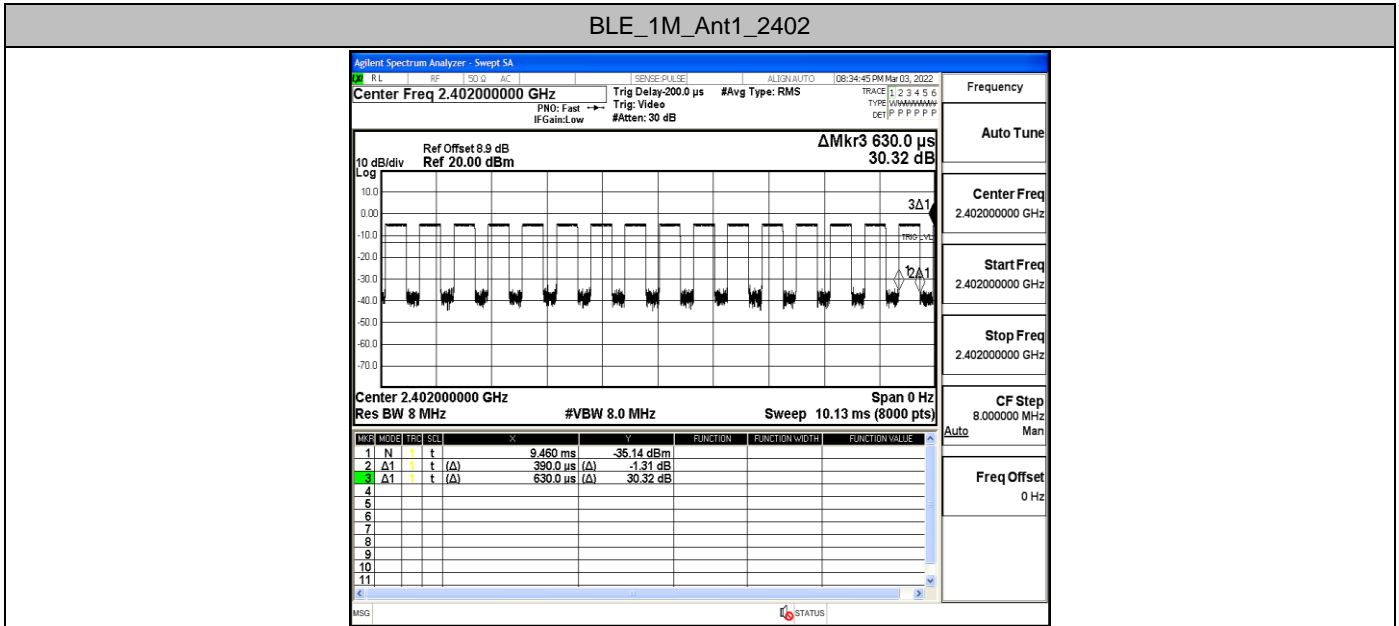 BLE_1M_Ant1_2402
Agilent Spectrum Analyzer - Swept SA
RL RF 50 Ω AC SENSE:PULSE ALIGN AUTO 08:34:45 PM Mar 03, 2022
Center Freq 2.402000000 GHz
PNO: Fast
IFGain:Low
Trig Delay-200.0 µs
Trig: Video
#Atten: 30 dB
#Avg Type: RMS
TRACE 1 2 3 4 5 6
TYPE
DET P P P P P P
Ref Offset 8.9 dB
10 dB/div Ref 20.00 dBm
Log
ΔMkr3 630.0 µs
30.32 dB
10.0
0.00
-10.0
-20.0
-30.0
-40.0
-50.0
-60.0
-70.0
3Δ1
TRIG LVL
1
2Δ1
Center 2.402000000 GHz Span 0 Hz
Res BW 8 MHz #VBW 8.0 MHz Sweep 10.13 ms (8000 pts)
MKR MODE TRC SCL X Y FUNCTION FUNCTION WIDTH FUNCTION VALUE
1 N 1 t 9.460 ms -35.14 dBm
2 Δ1 1 t (Δ) 390.0 µs (Δ) -1.31 dB
3 Δ1 1 t (Δ) 630.0 µs (Δ) 30.32 dB
4
5
6
7
8
9
10
11
MSG STATUS
Frequency
Auto Tune
Center Freq
2.402000000 GHz
Start Freq
2.402000000 GHz
Stop Freq
2.402000000 GHz
CF Step
8.000000 MHz
Auto Man
Freq Offset
0 Hz